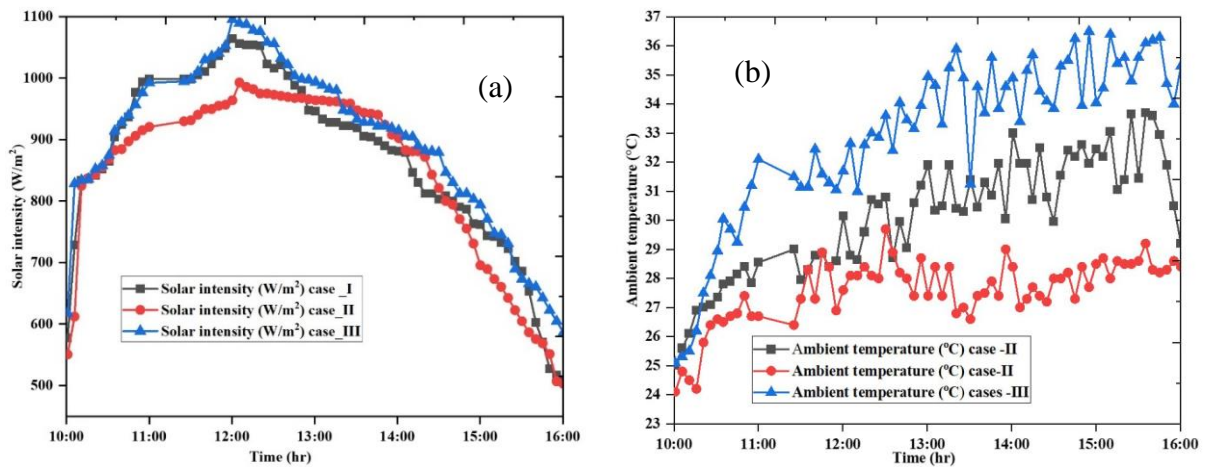 1100
1000
900
800
700
600
500
Solar intensity (W/m²)
(a)
Solar intensity (W/m²) case _I
Solar intensity (W/m²) case_II
Solar intensity (W/m²) case_III
10:00 11:00 12:00 13:00 14:00 15:00 16:00
Time (hr)
37
36
35
34
33
32
31
30
29
28
27
26
25
24
23
Ambient temperature (°C)
(b)
Ambient temperature (°C) case -II
Ambient temperature (°C) case-II
Ambient temperature (°C) cases -III
10:00 11:00 12:00 13:00 14:00 15:00 16:00
Time (hr)